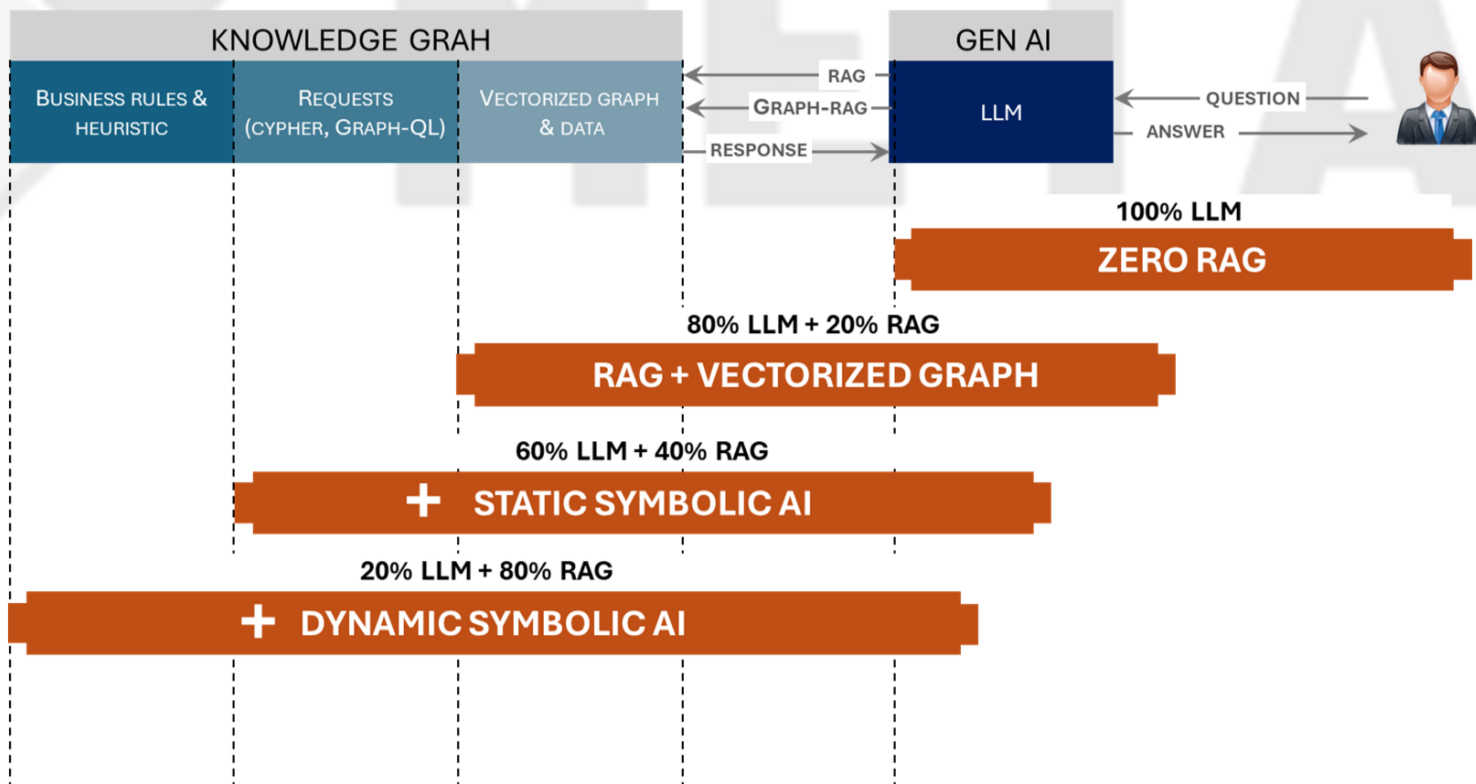 KNOWLEDGE GRAH
GEN AI
BUSINESS RULES &
HEURISTIC
REQUESTS
(CYPHER, GRAPH-QL)
VECTORIZED GRAPH
& DATA
RAG
GRAPH-RAG
RESPONSE
LLM
QUESTION
ANSWER
100% LLM
ZERO RAG
80% LLM + 20% RAG
RAG + VECTORIZED GRAPH
60% LLM + 40% RAG
+ STATIC SYMBOLIC AI
20% LLM + 80% RAG
+ DYNAMIC SYMBOLIC AI